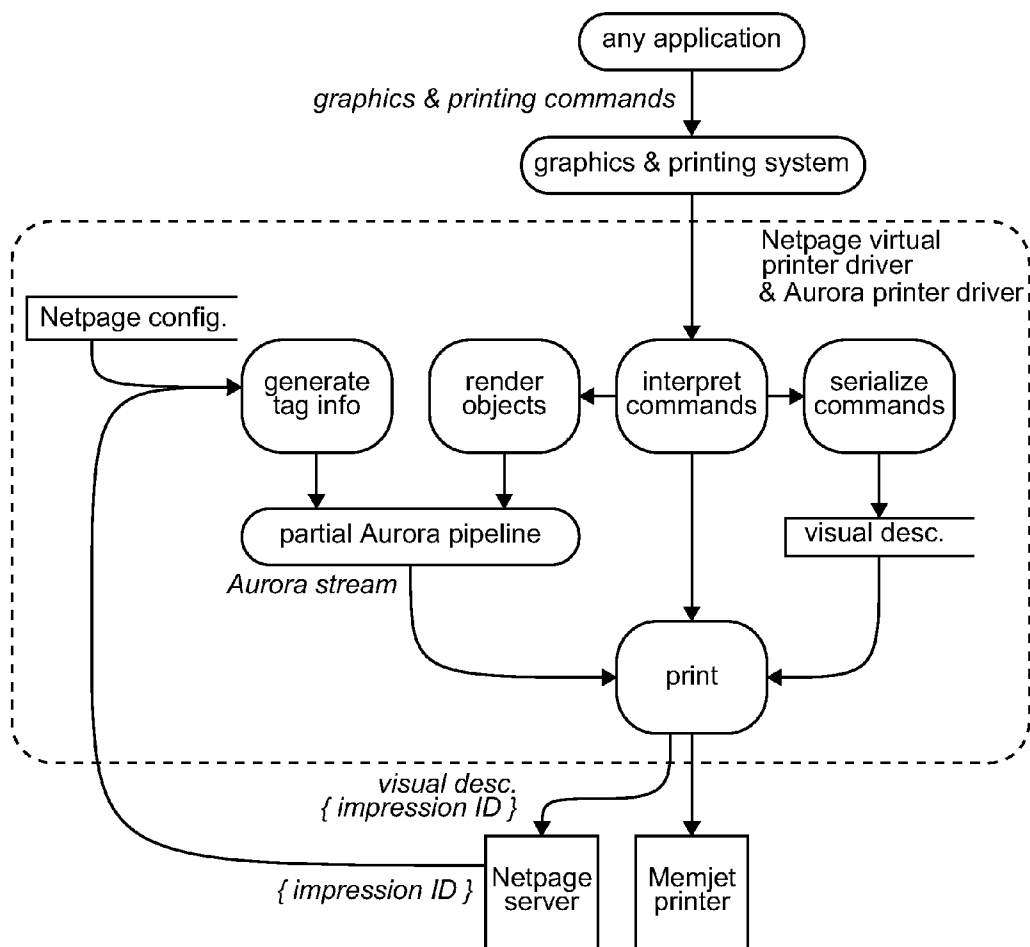 any application
graphics & printing commands
graphics & printing system
Netpage virtual
printer driver
& Aurora printer driver
Netpage config.
generate
tag info
render
objects
interpret
commands
serialize
commands
partial Aurora pipeline
visual desc.
Aurora stream
print
visual desc.
{ impression ID }
{ impression ID }
Netpage
server
Memjet
printer